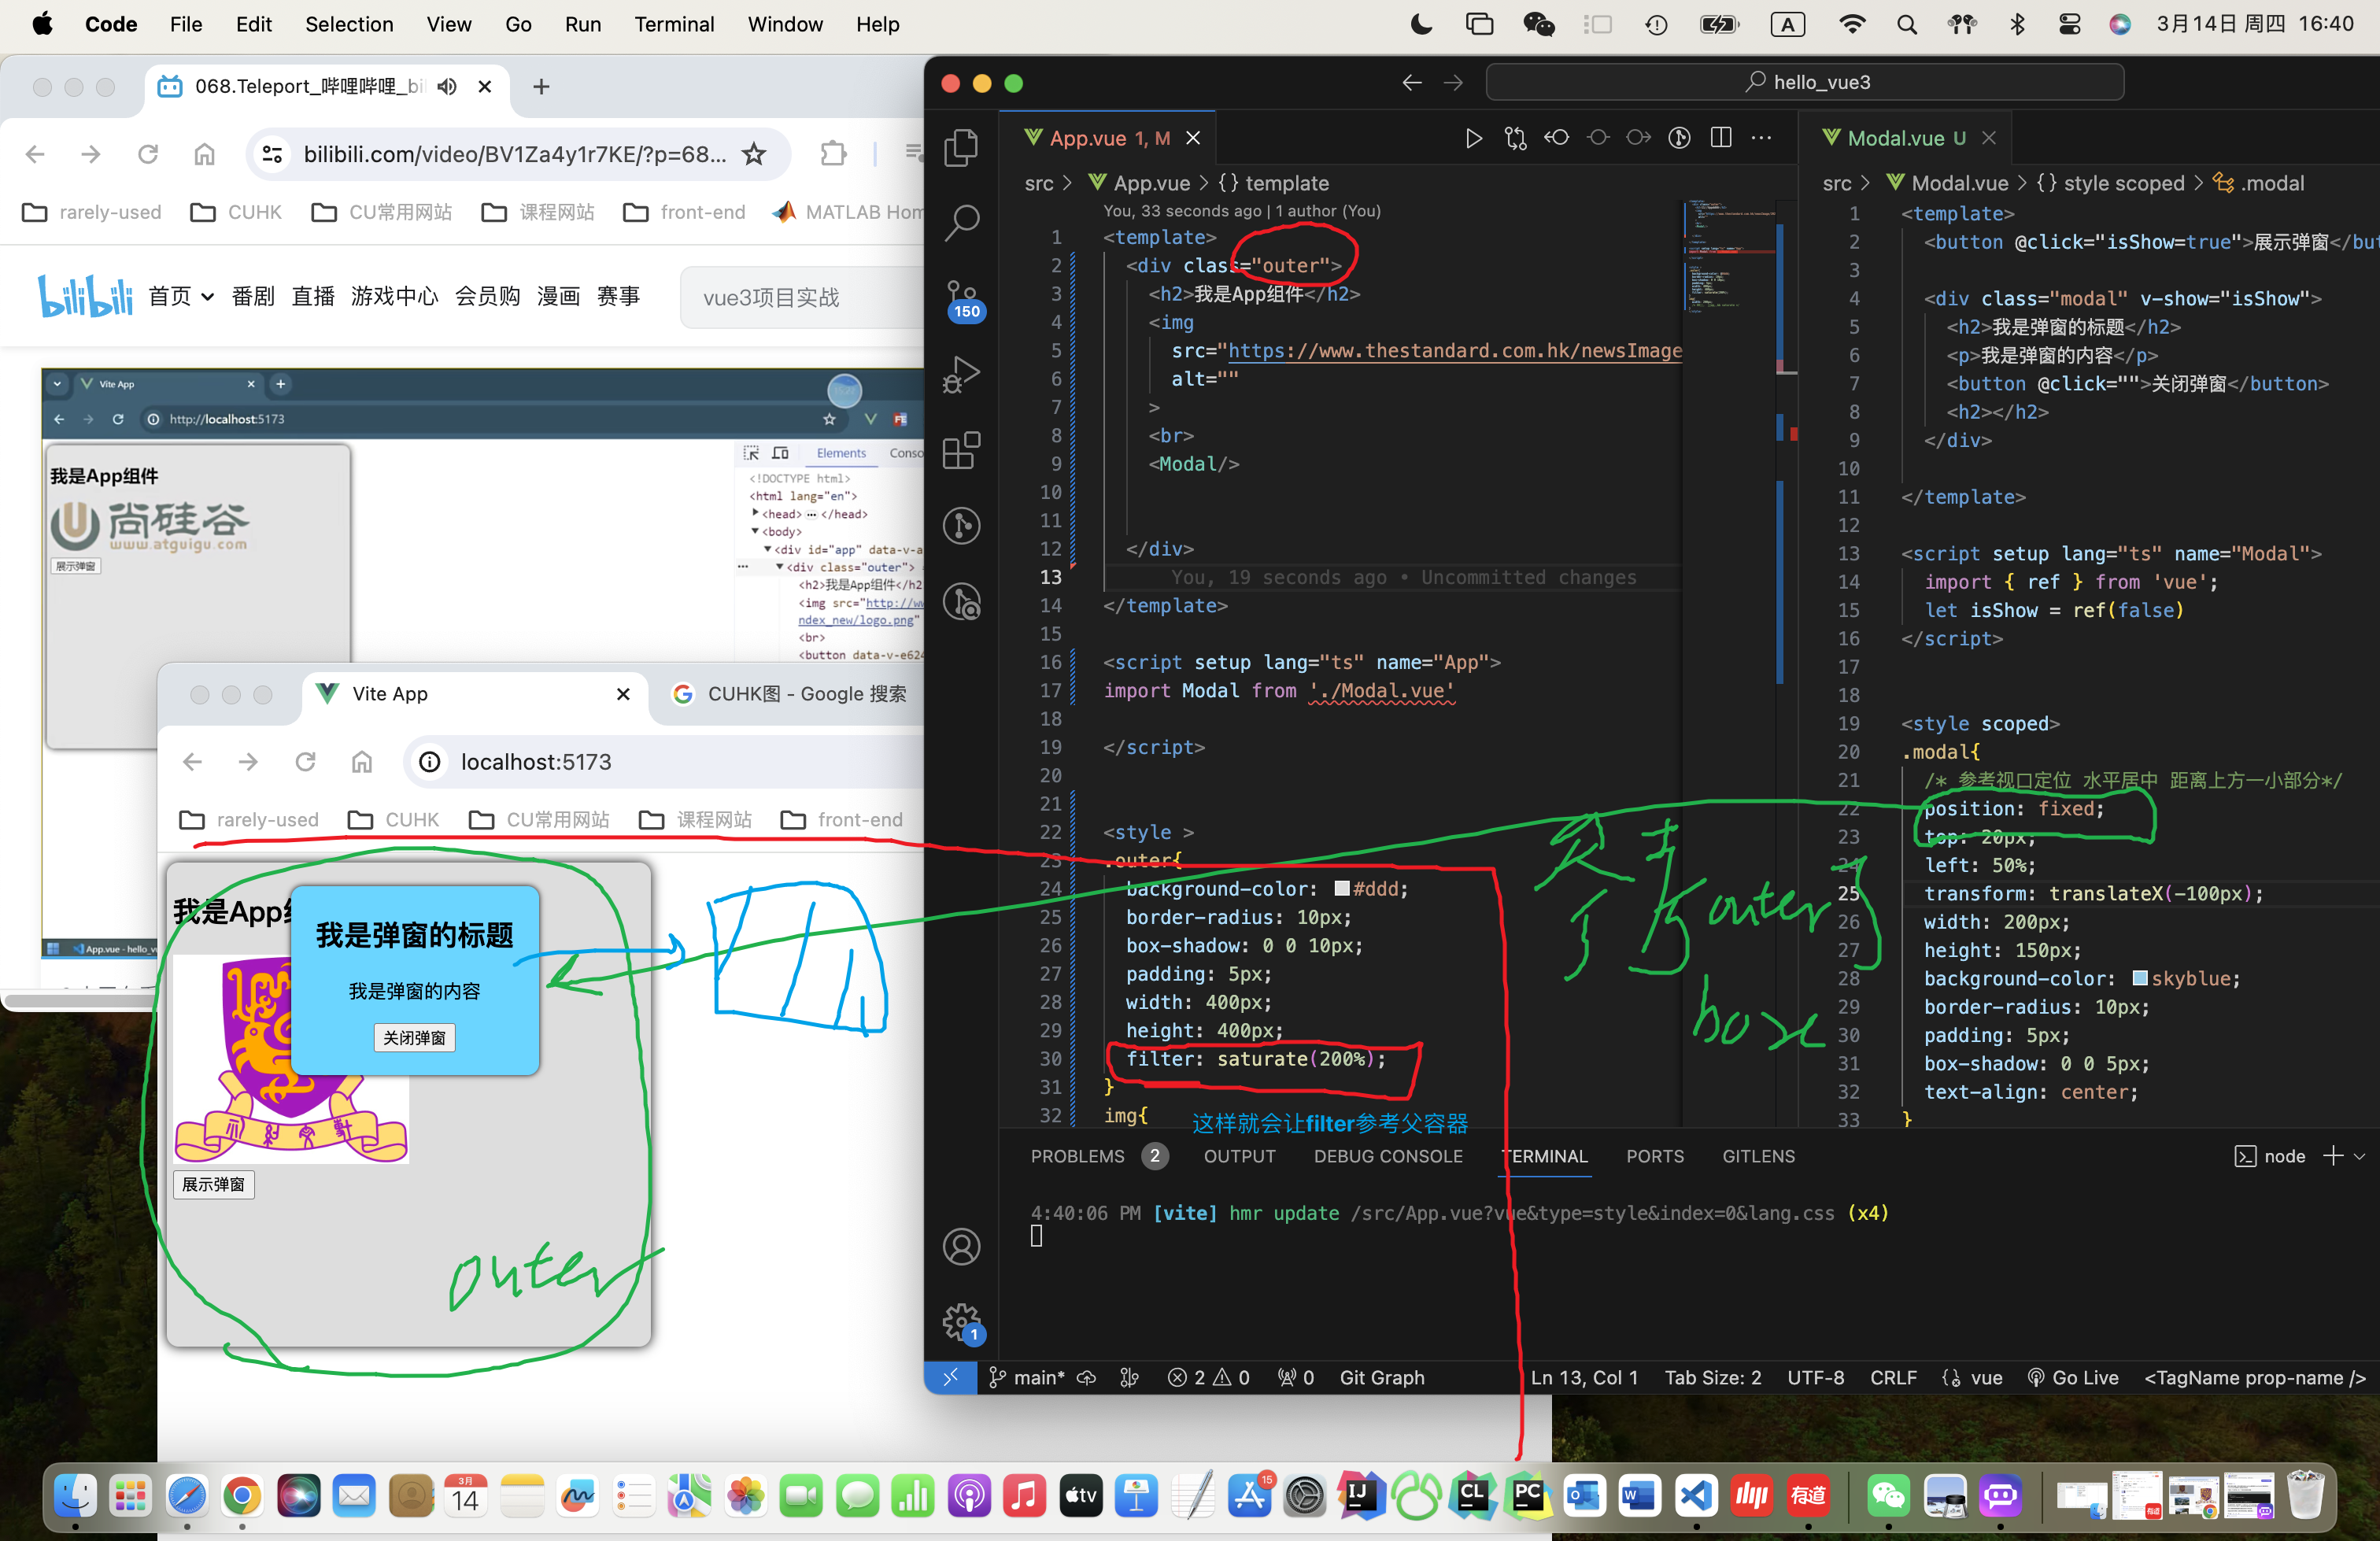 Code File Edit Selection View Go Run Terminal Window Help
A 3月14日 周四 16:40
068.Teleport_哔哩哔哩_bil
bilibili.com/video/BV1Za4y1r7KE/?p=68...
rarely-used CUHK CU常用网站 课程网站 front-end MATLAB Hom
bilibili 首页 番剧 直播 游戏中心 会员购 漫画 赛事 vue3项目实战
Vite App
http://localhost:5173
我是App组件
尚硅谷
www.atguigu.com
展示弹窗
Elements Conso
<!DOCTYPE html>
<html lang="en">
<head> ··· </head>
<body>
<div id="app" data-v-a
··· <div class="outer">
<h2>我是App组件</h2
<img src="http://ww
ndex_new/logo.png"
<br>
<button data-v-e624
App.vue - hello_vu
Vite App
CUHK图 - Google 搜索
localhost:5173
rarely-used CUHK CU常用网站 课程网站 front-end
我是App组
我是弹窗的标题
我是弹窗的内容
关闭弹窗
展示弹窗
outer
hello_vue3
App.vue 1, M
src > App.vue > {} template
You, 33 seconds ago | 1 author (You)
1 <template>
2 <div class="outer">
3 <h2>我是App组件</h2>
4 <img
5 src="https://www.thestandard.com.hk/newsImage
6 alt=""
7 >
8 <br>
9 <Modal/>
10
11
12 </div>
13 You, 19 seconds ago • Uncommitted changes
14 </template>
15
16 <script setup lang="ts" name="App">
17 import Modal from './Modal.vue'
18
19 </script>
20
21
22 <style >
23 .outer{
24 background-color: #ddd;
25 border-radius: 10px;
26 box-shadow: 0 0 10px;
27 padding: 5px;
28 width: 400px;
29 height: 400px;
30 filter: saturate(200%);
31 }
32 img{
这样就会让filter参考父容器
Modal.vue U
src > Modal.vue > {} style scoped > .modal
1 <template>
2 <button @click="isShow=true">展示弹窗</but
3
4 <div class="modal" v-show="isShow">
5 <h2>我是弹窗的标题</h2>
6 <p>我是弹窗的内容</p>
7 <button @click="">关闭弹窗</button>
8 <h2></h2>
9 </div>
10
11 </template>
12
13 <script setup lang="ts" name="Modal">
14 import { ref } from 'vue';
15 let isShow = ref(false)
16 </script>
17
18
19 <style scoped>
20 .modal{
21 /* 参考视口定位 水平居中 距离上方一小部分*/
22 position: fixed;
23 top: 20px;
24 left: 50%;
25 transform: translateX(-100px);
26 width: 200px;
27 height: 150px;
28 background-color: skyblue;
29 border-radius: 10px;
30 padding: 5px;
31 box-shadow: 0 0 5px;
32 text-align: center;
33 }
outer
box
150
1
PROBLEMS 2 OUTPUT DEBUG CONSOLE TERMINAL PORTS GITLENS
node
4:40:06 PM [vite] hmr update /src/App.vue?vue&type=style&index=0&lang.css (x4)
main* 2 0 0 Git Graph Ln 13, Col 1 Tab Size: 2 UTF-8 CRLF vue Go Live <TagName prop-name />
3月
14
tv
15
IJ CL PC
有道